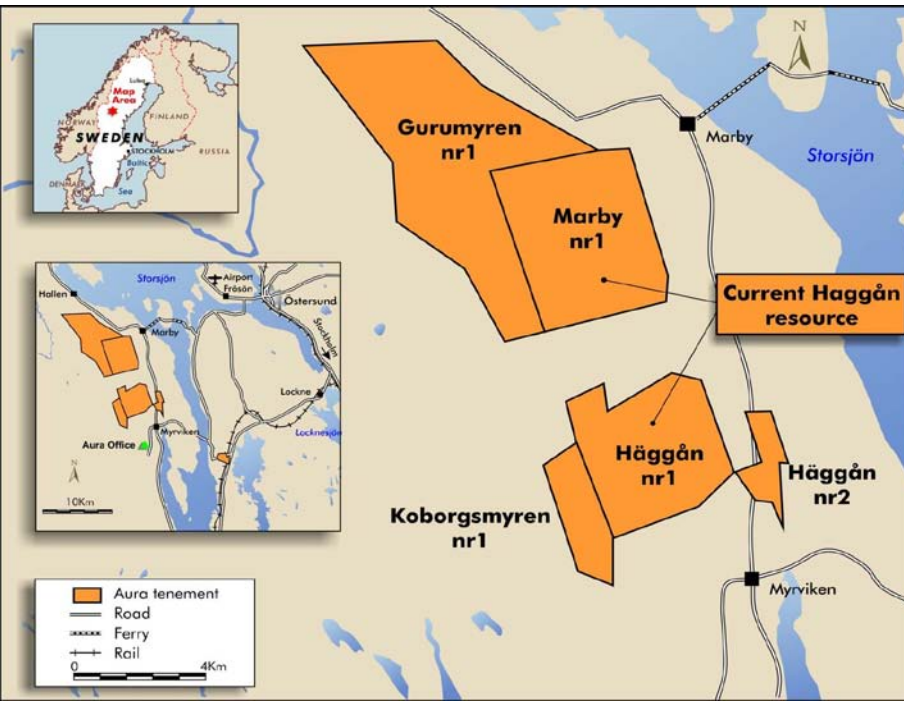 Luleå
Map
Area
NORWAY
FINLAND
SWEDEN
STOCKHOLM
RUSSIA
Baltic
DENMARK
Sea
N
Marby
Storsjön
Gurumyren
nr1
Marby
nr1
Current Haggån
resource
Häggån
nr1
Häggån
nr2
Koborgsmyren
nr1
Myrviken
Storsjön
Airport
Frösön
Hallen
Östersund
Marby
Stockholm
Lockne
Myrviken
Locknesjön
Aura Office
N
10Km
Aura tenement
Road
Ferry
Rail
0 4Km